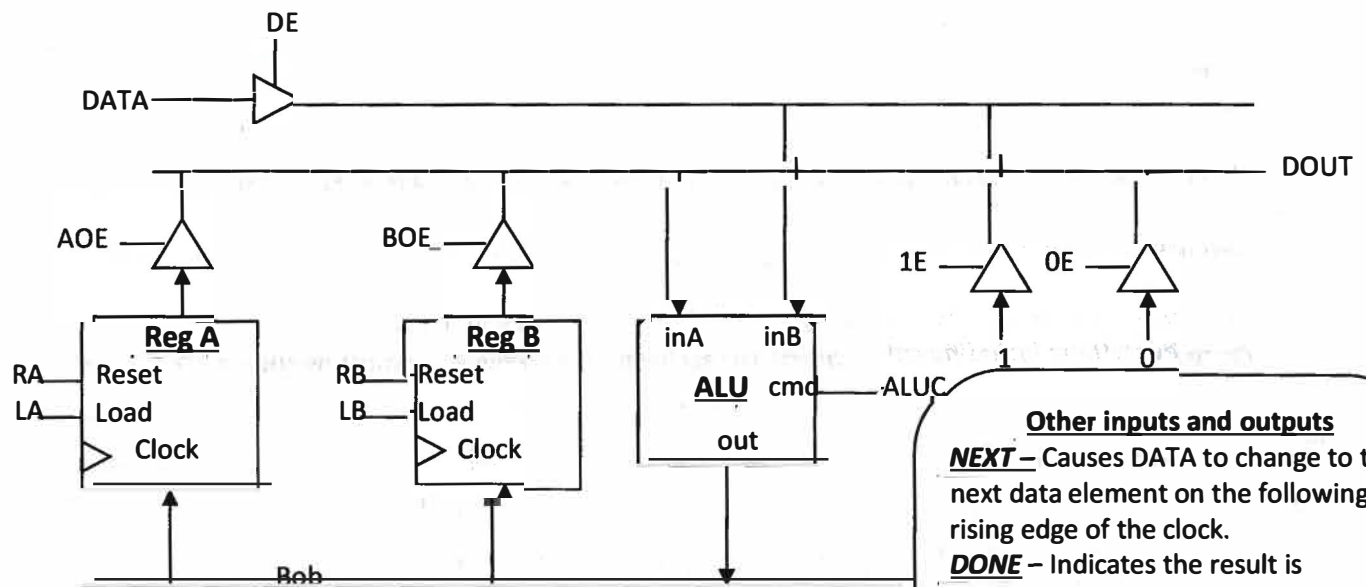 DE
DATA
DOUT
AOE
BOE
1E
0E
Reg A
Reg B
inA inB
1
0
RA Reset
RB Reset
ALU cmd ALUC
LA Load
LB Load
Other inputs and outputs
Clock
Clock
out
NEXT – Causes DATA to change to
next data element on the following
rising edge of the clock.
DONE – Indicates the result is
Bob